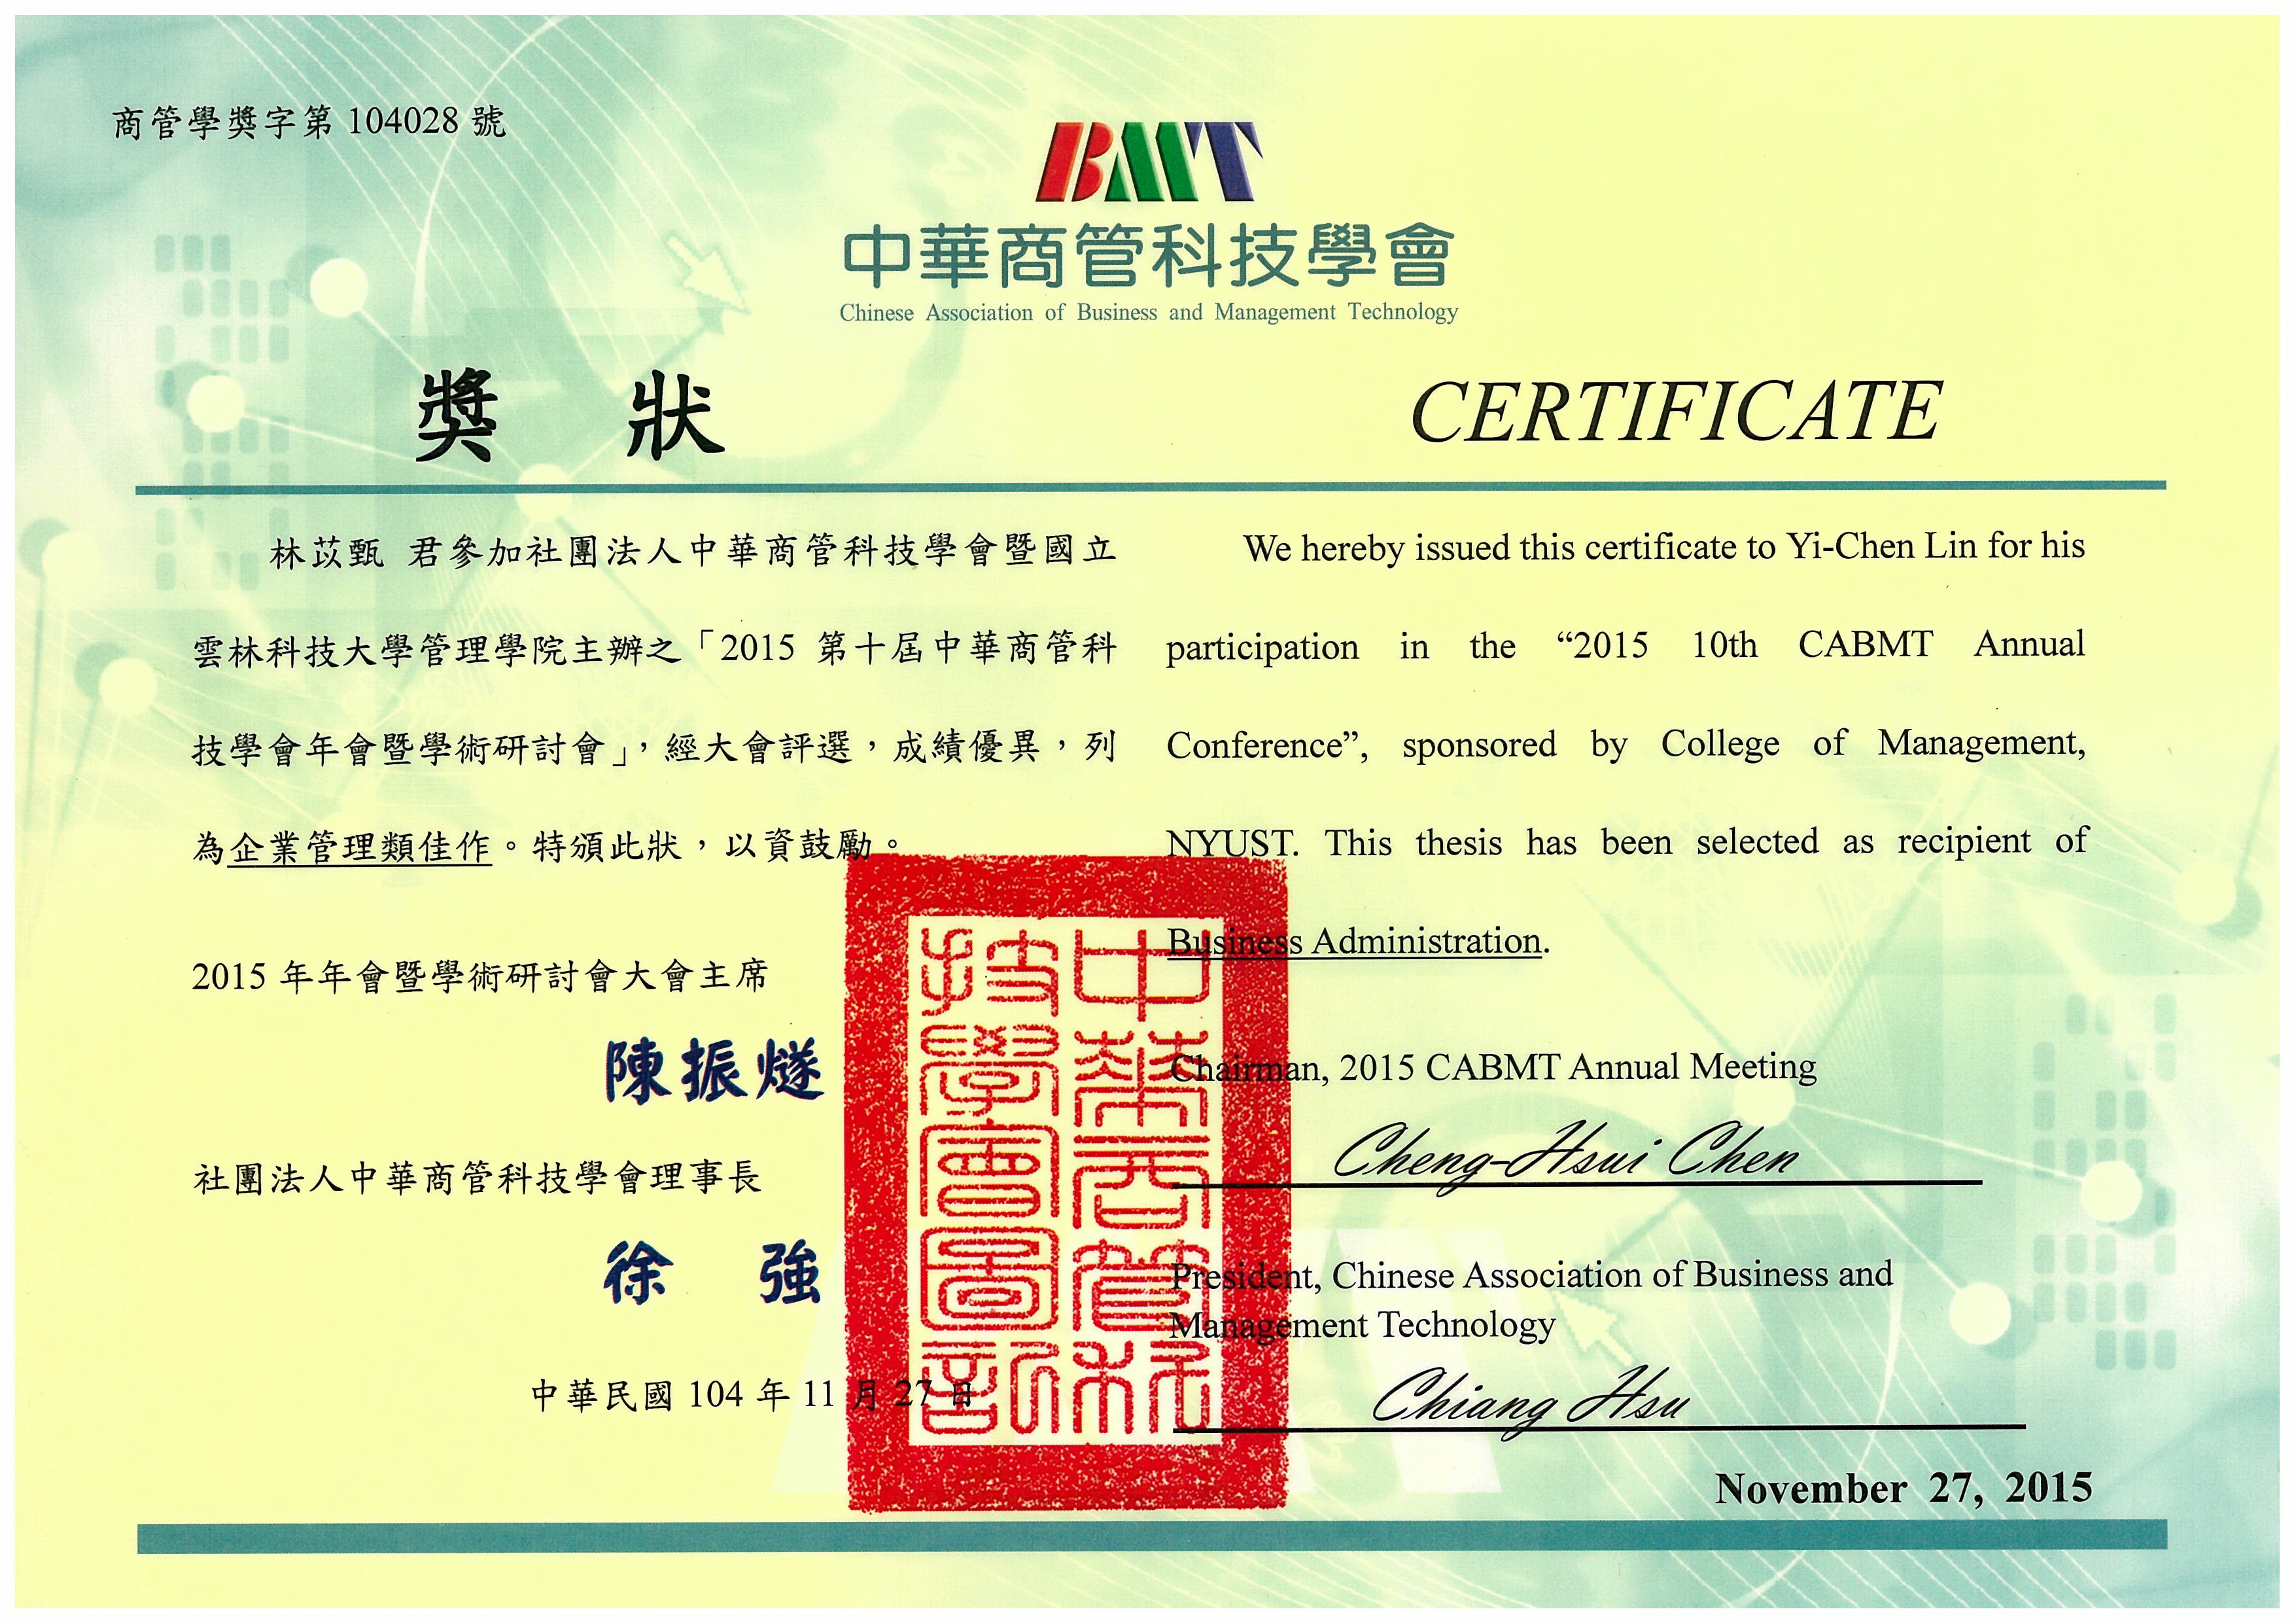 商管學獎字第 104028 號
BMT
中華商管科技學會
Chinese Association of Business and Management Technology
獎 狀
林苡甄 君參加社團法人中華商管科技學會暨國立
雲林科技大學管理學院主辦之「2015 第十屆中華商管科
技學會年會暨學術研討會」，經大會評選，成績優異，列
為企業管理類佳作。特頒此狀，以資鼓勵。
2015 年年會暨學術研討會大會主席
陳振燧
社團法人中華商管科技學會理事長
徐 強
中華民國 104 年 11 月 27 日
中華商管科
技學會圖記
CERTIFICATE
We hereby issued this certificate to Yi-Chen Lin for his
participation in the “2015 10th CABMT Annual
Conference”, sponsored by College of Management,
NYUST. This thesis has been selected as recipient of
Business Administration.
Chairman, 2015 CABMT Annual Meeting
Cheng-Hsui Chen
President, Chinese Association of Business and
Management Technology
Chiang Hsu
November 27, 2015